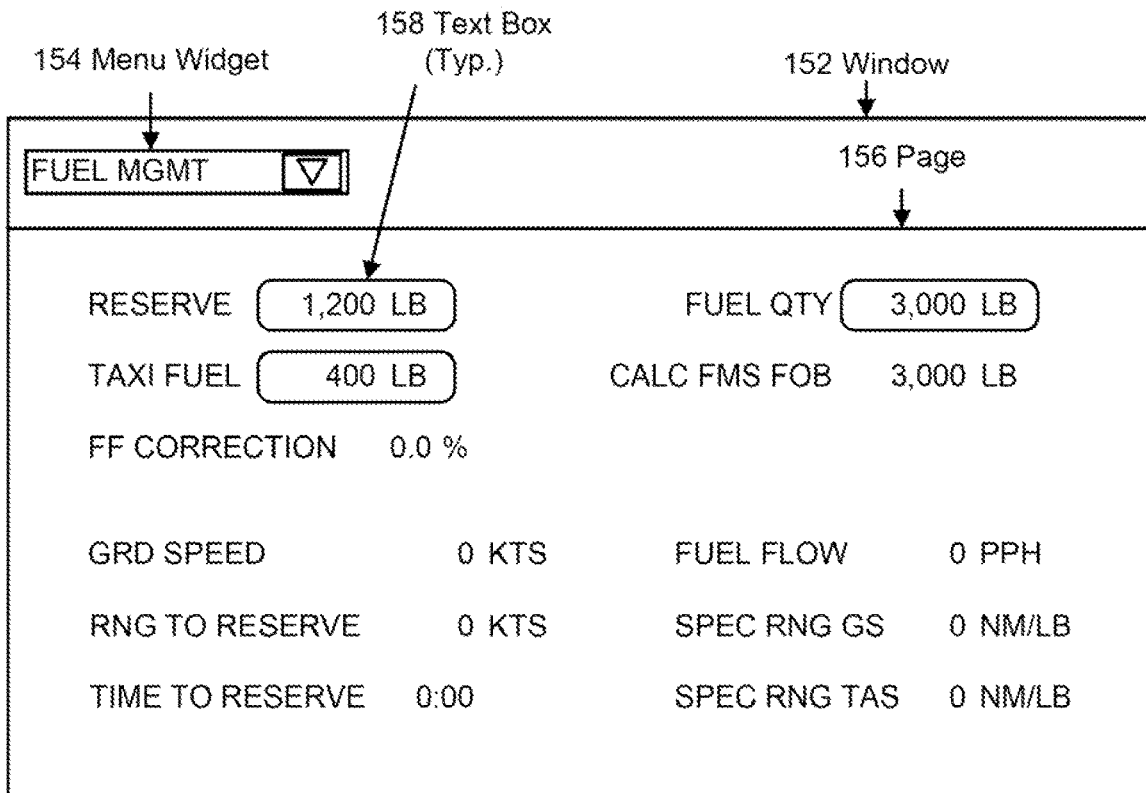 158 Text Box
154 Menu Widget (Typ.) 152 Window
FUEL MGMT 156 Page
RESERVE 1,200 LB FUEL QTY 3,000 LB
TAXI FUEL 400 LB CALC FMS FOB 3,000 LB
FF CORRECTION 0.0 %
GRD SPEED 0 KTS FUEL FLOW 0 PPH
RNG TO RESERVE 0 KTS SPEC RNG GS 0 NM/LB
TIME TO RESERVE 0:00 SPEC RNG TAS 0 NM/LB